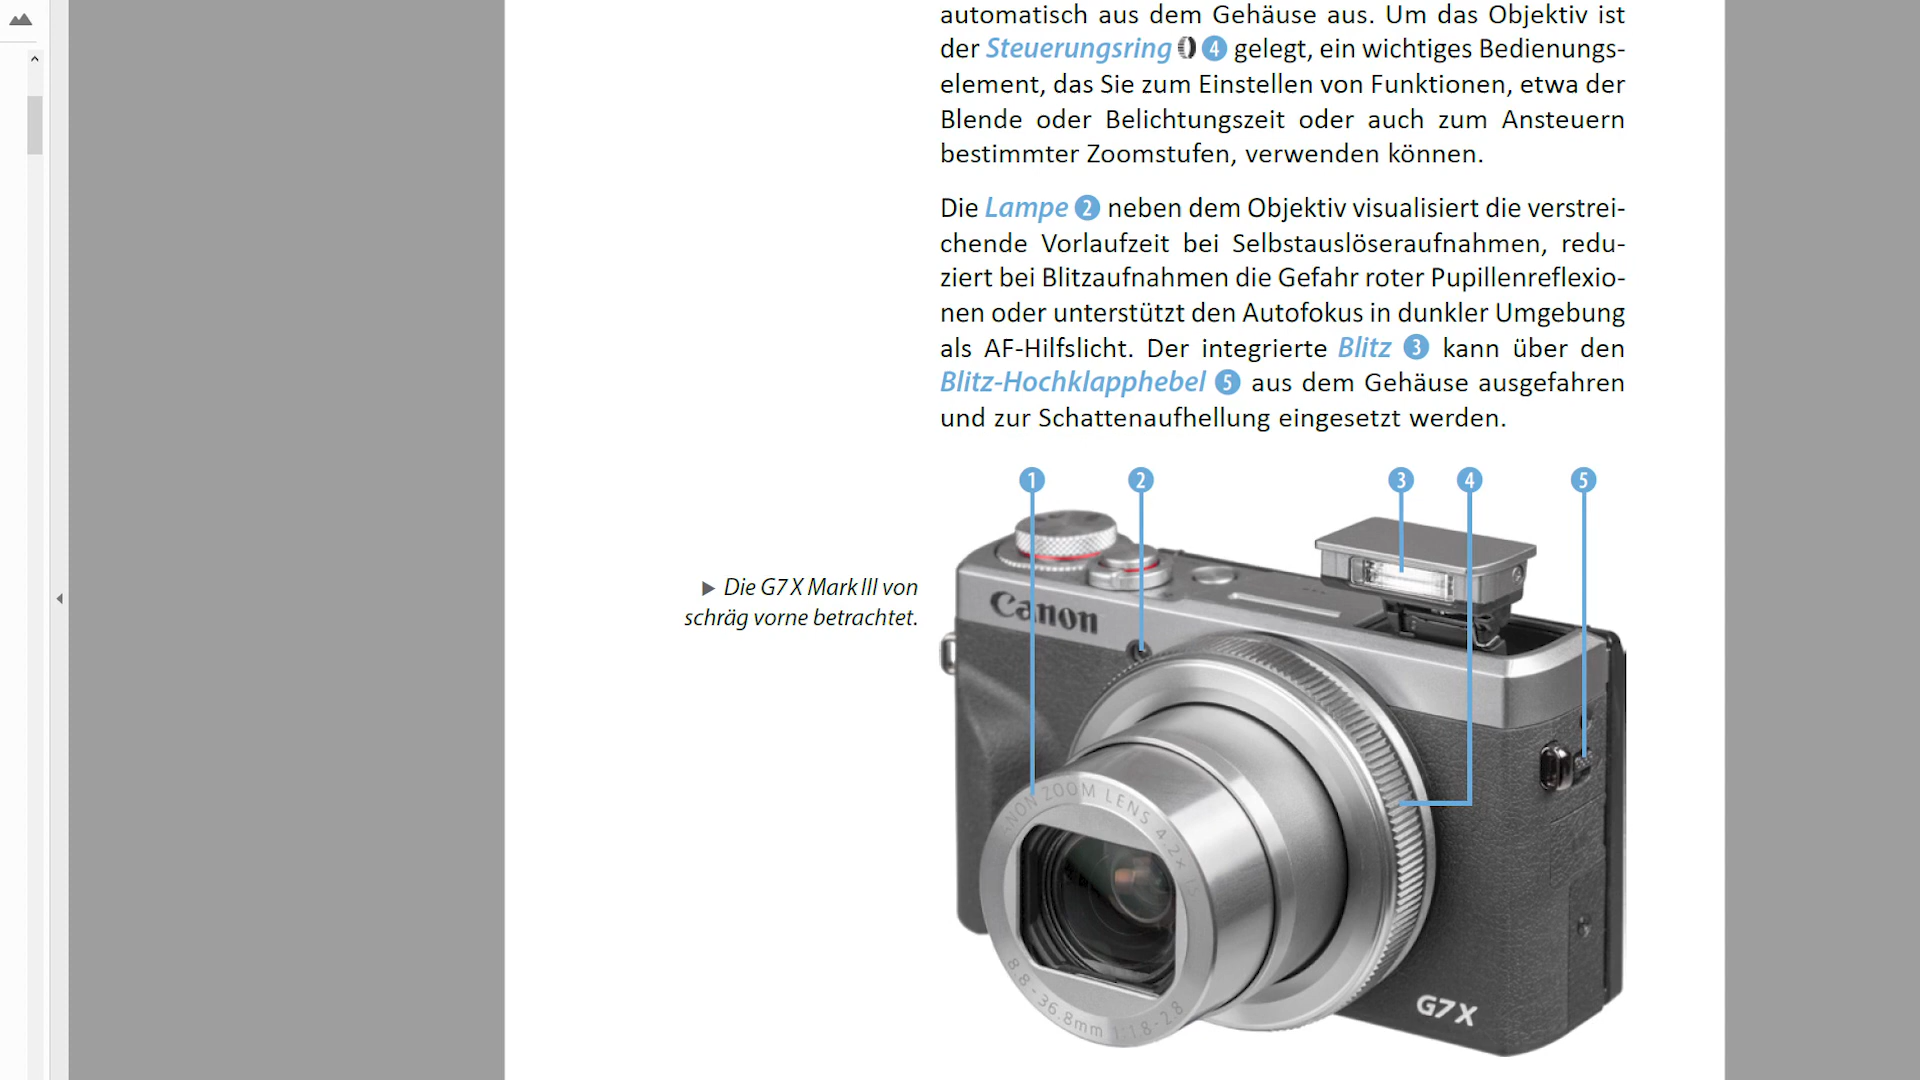 automatisch aus dem Gehäuse aus. Um das Objektiv ist
der Steuerungsring 4 gelegt, ein wichtiges Bedienungs-
element, das Sie zum Einstellen von Funktionen, etwa der
Blende oder Belichtungszeit oder auch zum Ansteuern
bestimmter Zoomstufen, verwenden können.
Die Lampe 2 neben dem Objektiv visualisiert die verstrei-
chende Vorlaufzeit bei Selbstauslöseraufnahmen, redu-
ziert bei Blitzaufnahmen die Gefahr roter Pupillenreflexio-
nen oder unterstützt den Autofokus in dunkler Umgebung
als AF-Hilfslicht. Der integrierte Blitz 3 kann über den
Blitz-Hochklapphebel 5 aus dem Gehäuse ausgefahren
und zur Schattenaufhellung eingesetzt werden.
1 2 3 4 5
▶ Die G7 X Mark III von
schräg vorne betrachtet.
Canon
CANON ZOOM LENS 4.2x IS
8.8-36.8mm 1:1.8-2.8
G7X